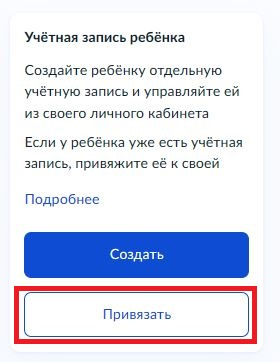 Учётная запись ребёнка
Создайте ребёнку отдельную
учётную запись и управляйте ей
из своего личного кабинета
Если у ребёнка уже есть учётная
запись, привяжите её к своей
Подробнее
Создать
Привязать